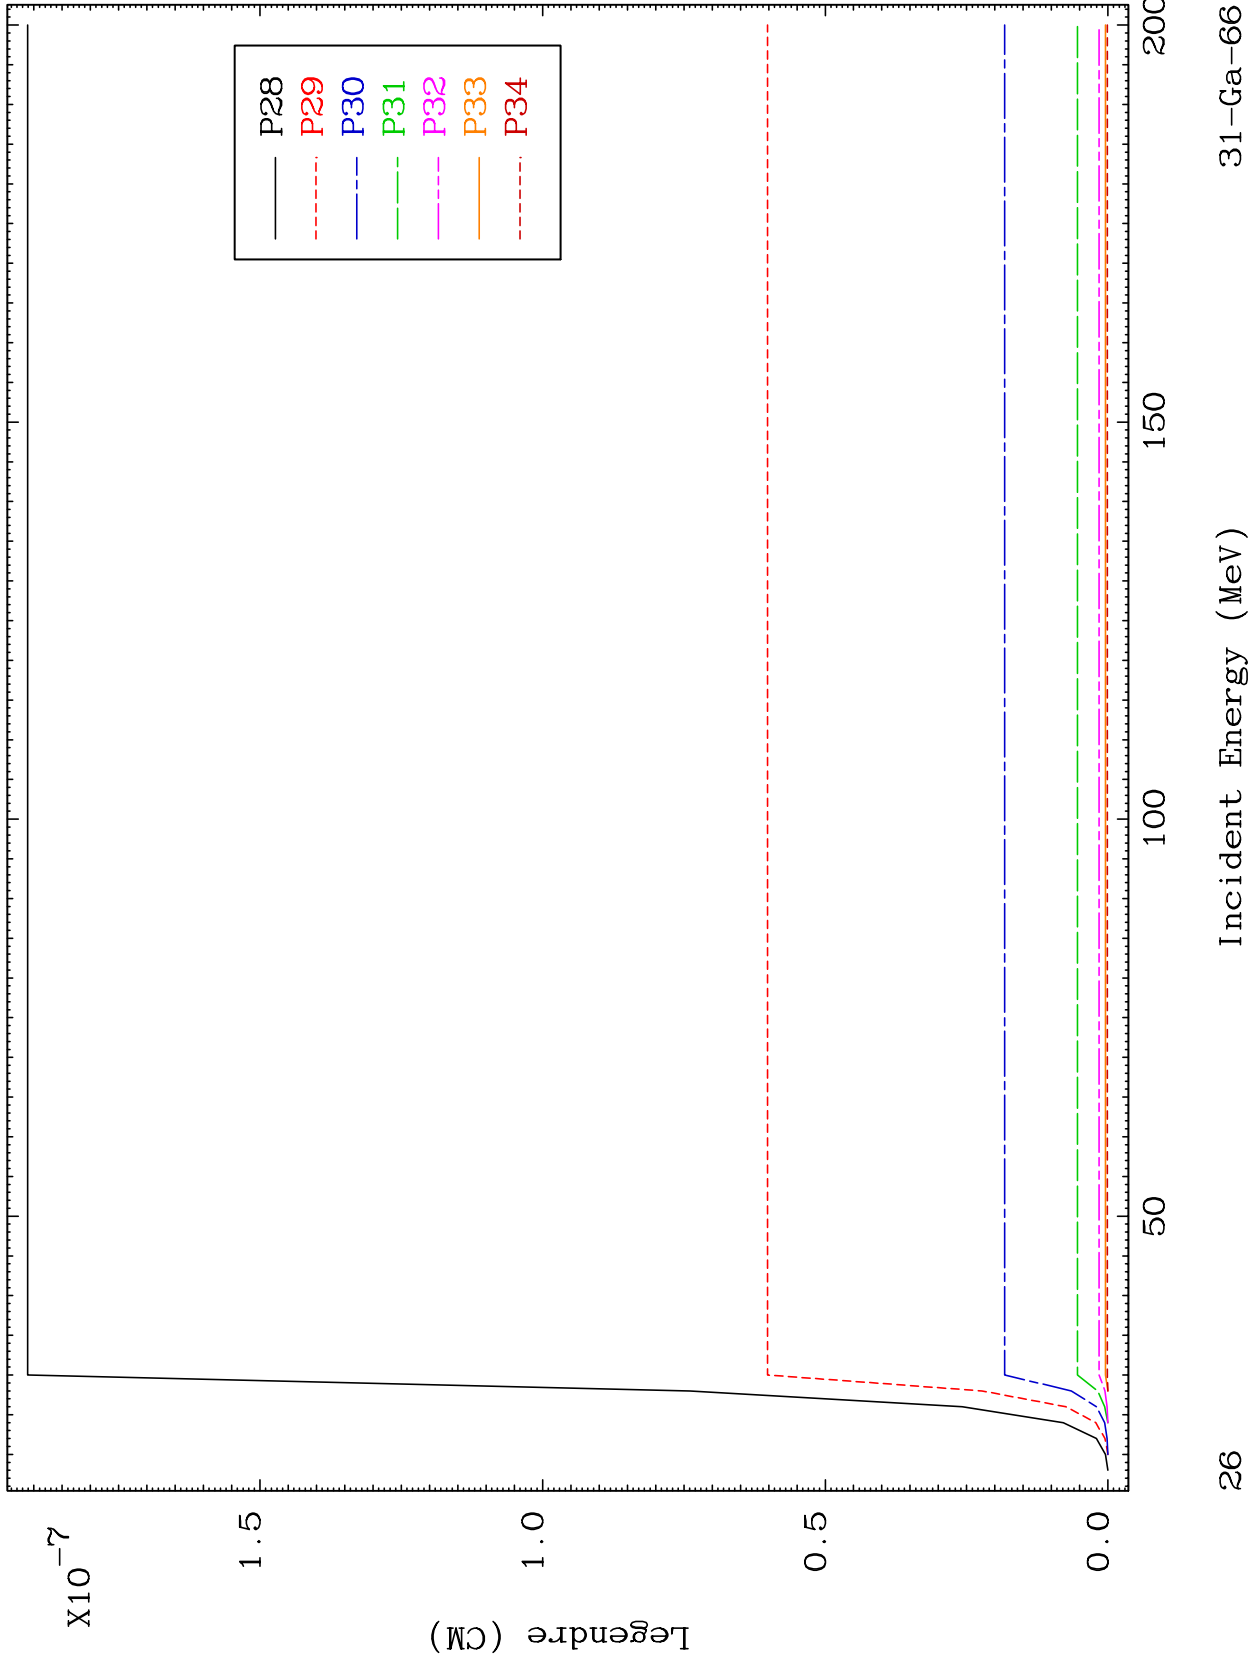 X10-7
1.5
1.0
0.5
0.0
Legendre (CM)
P28
P29
P30
P31
P32
P33
P34
50
100
150
200
Incident Energy (MeV)
26
31-Ga-66